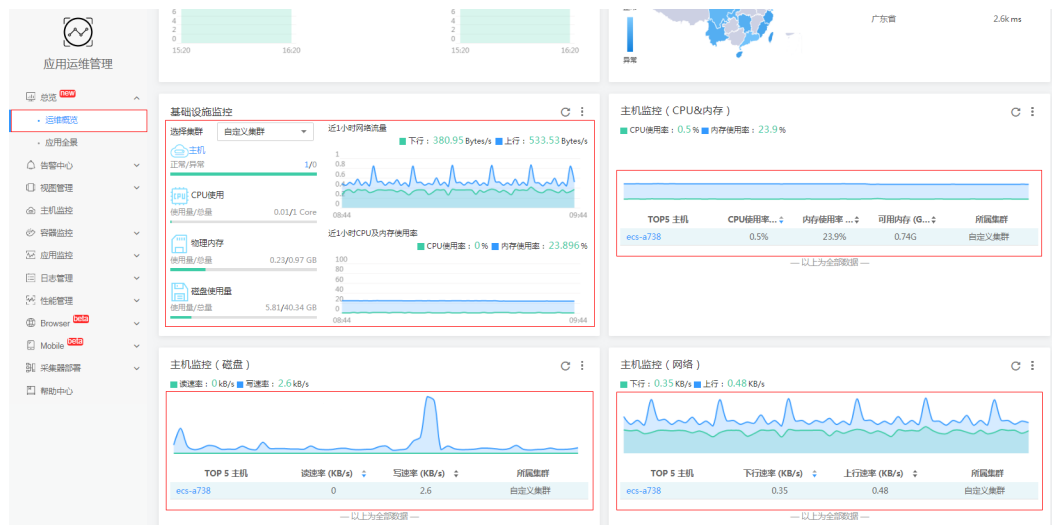 应用运维管理
总览 new
运维概览
应用全景
告警中心
视图管理
主机监控
容器监控
应用监控
日志管理
性能管理
Browser beta
Mobile beta
采集器部署
帮助中心
6
4
2
0
15:20 16:20
6
4
2
0
15:20 16:20
异常
广东省 2.6k ms
基础设施监控
选择集群 自定义集群
主机
正常/异常 1/0
CPU使用
使用量/总量 0.01/1 Core
物理内存
使用量/总量 0.23/0.97 GB
磁盘使用量
使用量/总量 5.81/40.34 GB
近1小时网络流量
下行： 380.95 Bytes/s 上行： 533.53 Bytes/s
1
0.8
0.6
0.4
0.2
0
08:44 09:44
近1小时CPU及内存使用率
CPU使用率： 0 % 内存使用率： 23.896 %
100
80
60
40
20
0
08:44 09:44
主机监控（CPU&内存）
CPU使用率： 0.5 % 内存使用率： 23.9 %
TOP5 主机 CPU使用率... 内存使用率 ... 可用内存 (G... 所属集群
ecs-a738 0.5% 23.9% 0.74G 自定义集群
— 以上为全部数据 —
主机监控（磁盘）
读速率： 0 kB/s 写速率： 2.6 kB/s
TOP 5 主机 读速率 (KB/s) 写速率 (KB/s) 所属集群
ecs-a738 0 2.6 自定义集群
— 以上为全部数据 —
主机监控（网络）
下行： 0.35 KB/s 上行： 0.48 KB/s
TOP 5 主机 下行速率 (KB/s) 上行速率 (KB/s) 所属集群
ecs-a738 0.35 0.48 自定义集群
— 以上为全部数据 —